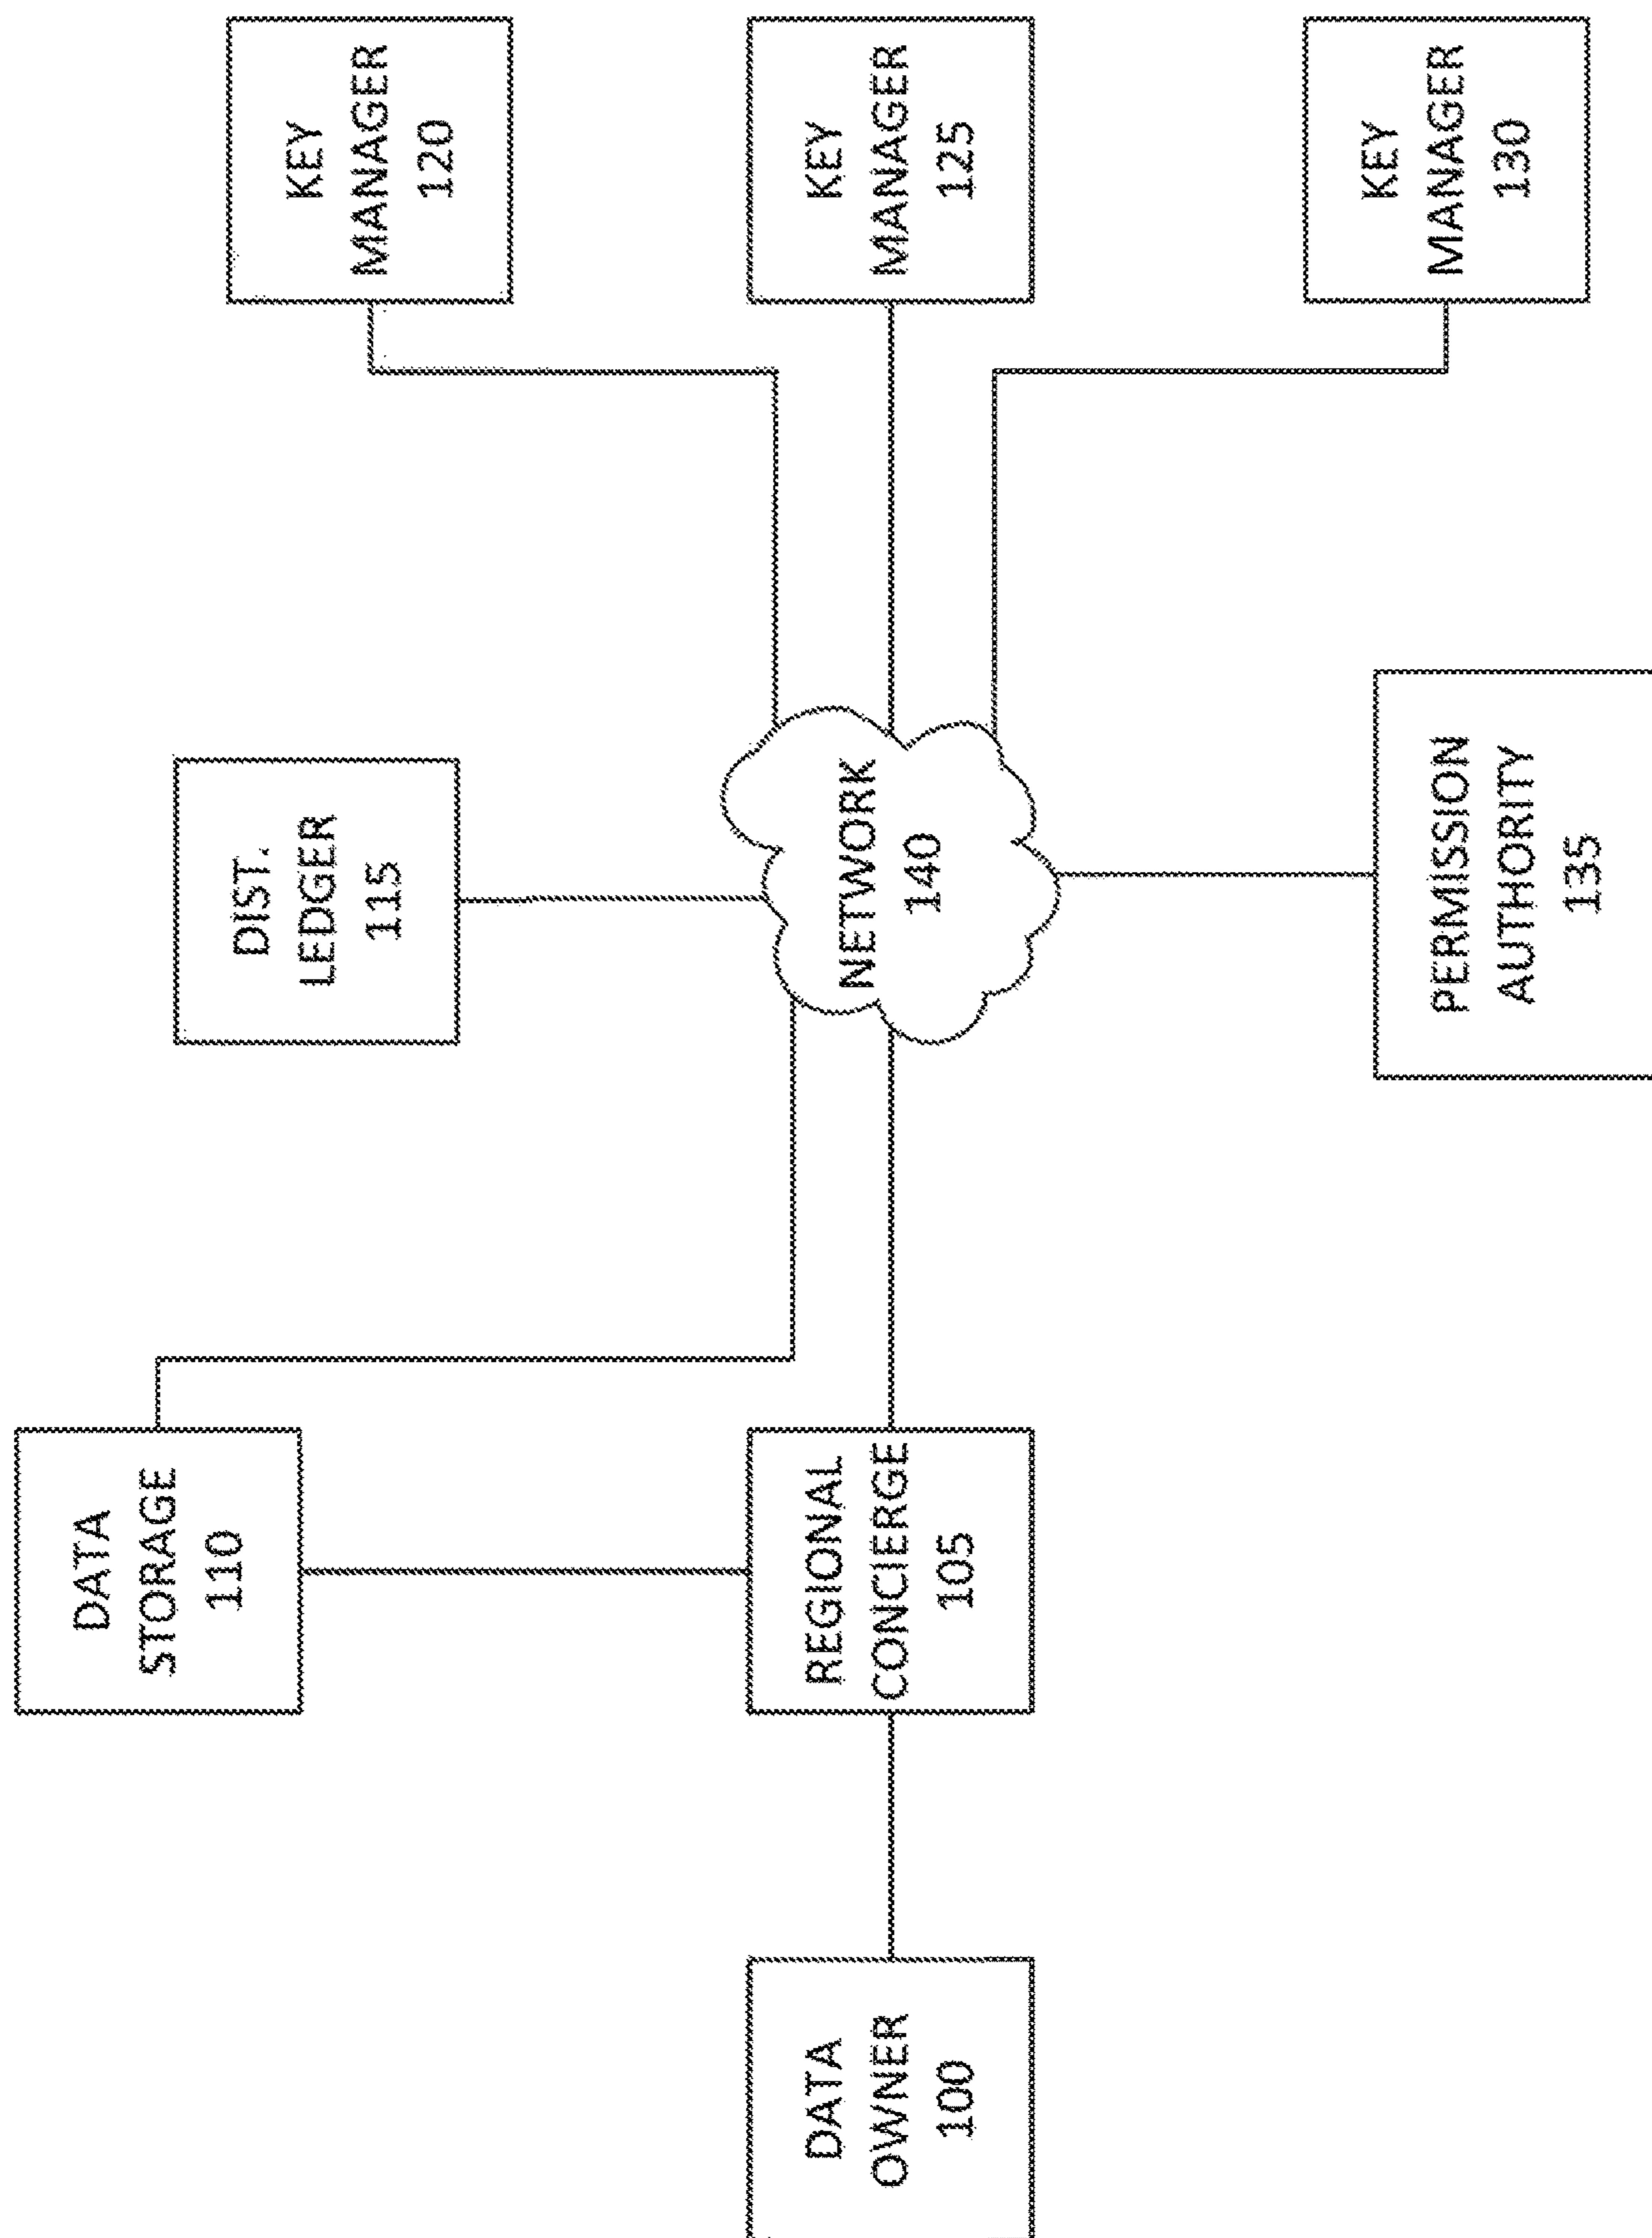 DATA
OWNER
100
DATA
STORAGE
110
REGIONAL
CONCIERGE
105
DIST.
LEDGER
115
NETWORK
140
PERMISSION
AUTHORITY
135
KEY
MANAGER
120
KEY
MANAGER
125
KEY
MANAGER
130